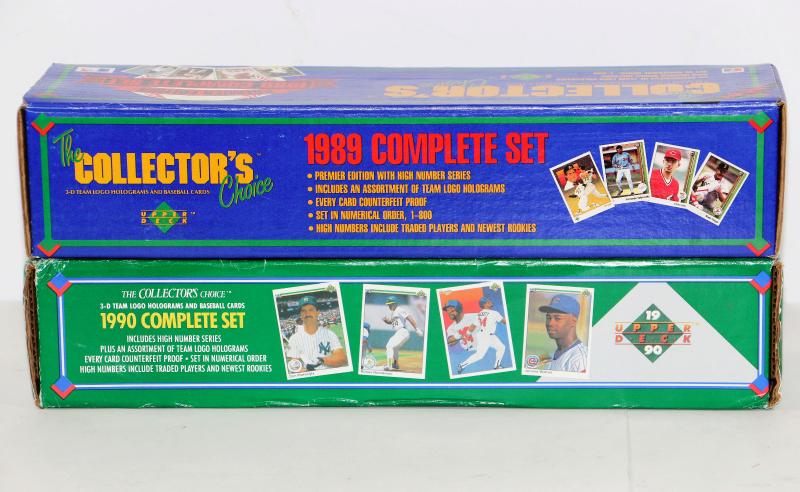 COLLECTOR'S
The
COLLECTOR'S™
Choice
3-D TEAM LOGO HOLOGRAMS AND BASEBALL CARDS
UPPER DECK™
1989 COMPLETE SET
• PREMIER EDITION WITH HIGH NUMBER SERIES
• INCLUDES AN ASSORTMENT OF TEAM LOGO HOLOGRAMS
• EVERY CARD COUNTERFEIT PROOF
• SET IN NUMERICAL ORDER, 1-800
• HIGH NUMBERS INCLUDE TRADED PLAYERS AND NEWEST ROOKIES
THE COLLECTOR'S CHOICE™
3-D TEAM LOGO HOLOGRAMS AND BASEBALL CARDS
1990 COMPLETE SET
INCLUDES HIGH NUMBER SERIES
PLUS AN ASSORTMENT OF TEAM LOGO HOLOGRAMS
EVERY CARD COUNTERFEIT PROOF • SET IN NUMERICAL ORDER
HIGH NUMBERS INCLUDE TRADED PLAYERS AND NEWEST ROOKIES
19
UPPER DECK
90